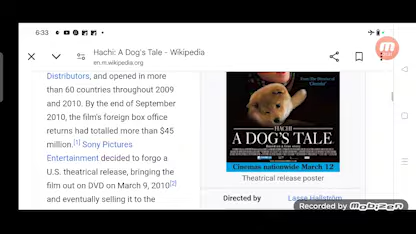 6:33
Hachi: A Dog's Tale - Wikipedia
en.m.wikipedia.org
Distributors, and opened in more
than 60 countries throughout 2009
and 2010. By the end of September
2010, the film's foreign box office
returns had totalled more than $45
million.[1] Sony Pictures
Entertainment decided to forgo a
U.S. theatrical release, bringing the
film out on DVD on March 9, 2010[2]
and eventually selling it to the
HACHI
A DOG'S TALE
Cinemas nationwide March 12
Theatrical release poster
Directed by
Lasse Hallström
Recorded by
mobizen